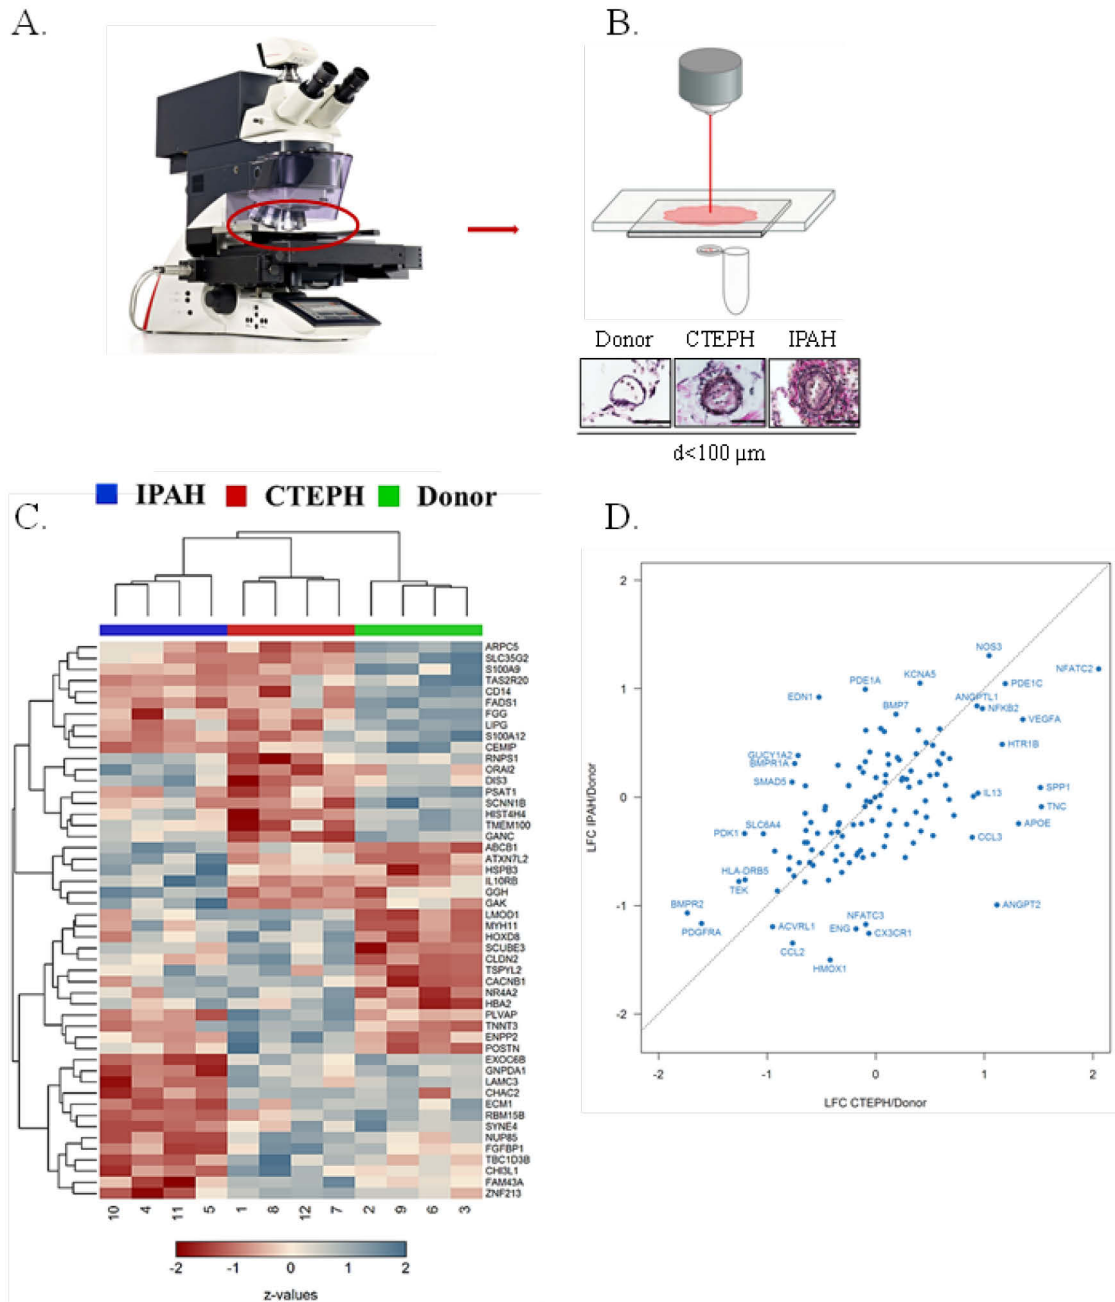 A.
B.
Donor CTEPH IPAH
d<100 µm
IPAH CTEPH Donor
C.
ARPC5
SLC35G2
S100A9
TAS2R20
CD14
FADS1
FGG
LIPG
S100A12
CEMIP
RNPS1
ORAI2
DIS3
PSAT1
SCNN1B
HIST4H4
TMEM100
GANC
ABCB1
ATXN7L2
HSPB3
IL10RB
GGH
GAK
LMOD1
MYH11
HOXD8
SCUBE3
CLDN2
TSPYL2
CACNB1
NR4A2
HBA2
PLVAP
TNNT3
ENPP2
POSTN
EXOC6B
GNPDA1
LAMC3
CHAC2
ECM1
RBM15B
SYNE4
NUP85
FGFBP1
TBC1D3B
CHI3L1
FAM43A
ZNF213
10 4 11 5 1 8 12 7 2 9 6 3
-2 -1 0 1 2
z-values
D.
2
1
0
-1
-2
LFC IPAH/Donor
NOS3
NFATC2
PDE1A
KCNA5
PDE1C
EDN1
ANGPTL1
BMP7
NFKB2
VEGFA
HTR1B
GUCY1A2
BMPR1A
SMAD5
IL13
SPP1
TNC
SLC6A4
APOE
PDK1
CCL3
HLA-DRB5
TEK
BMPR2
ANGPT2
PDGFRA
ACVRL1
NFATC3
ENG
CX3CR1
CCL2
HMOX1
-2 -1 0 1 2
LFC CTEPH/Donor